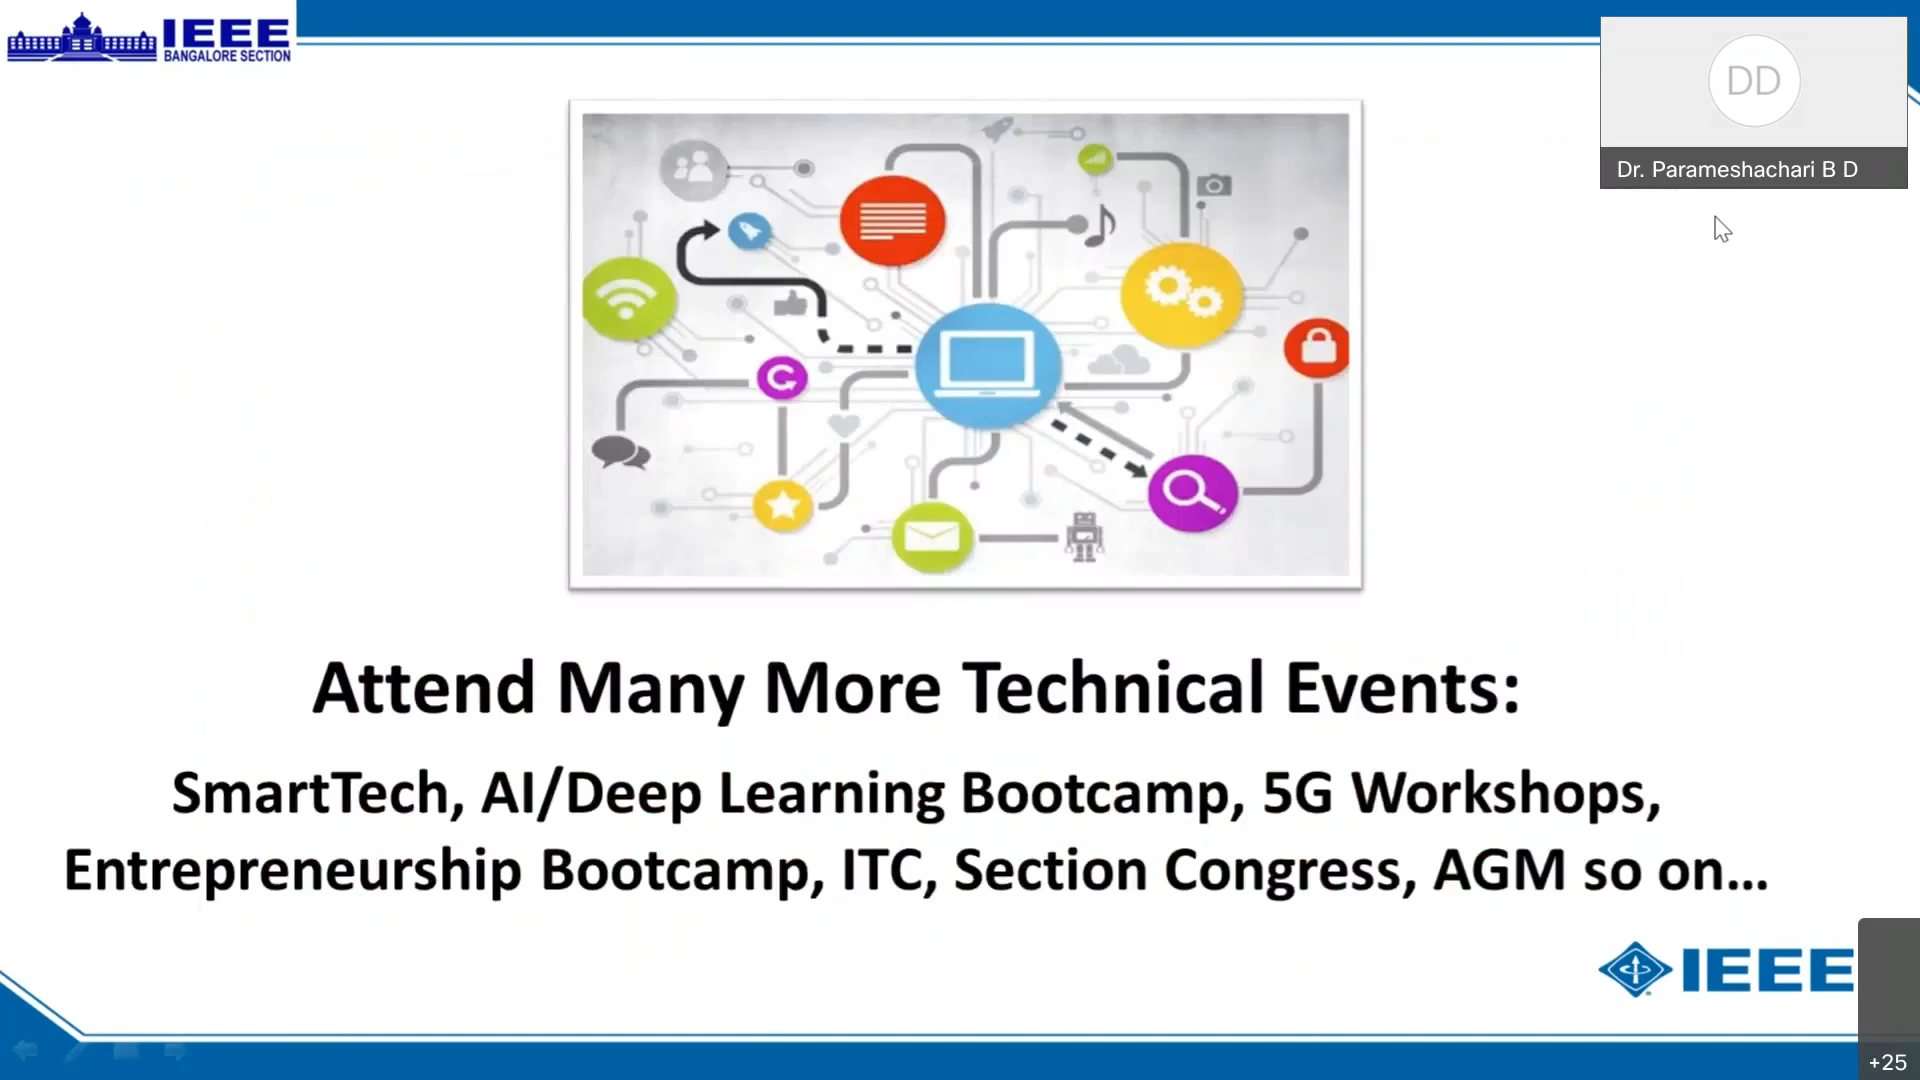 IEEE
BANGALORE SECTION
DD
Dr. Parameshachari B D
Attend Many More Technical Events:
SmartTech, AI/Deep Learning Bootcamp, 5G Workshops,
Entrepreneurship Bootcamp, ITC, Section Congress, AGM so on...
IEEE
+25